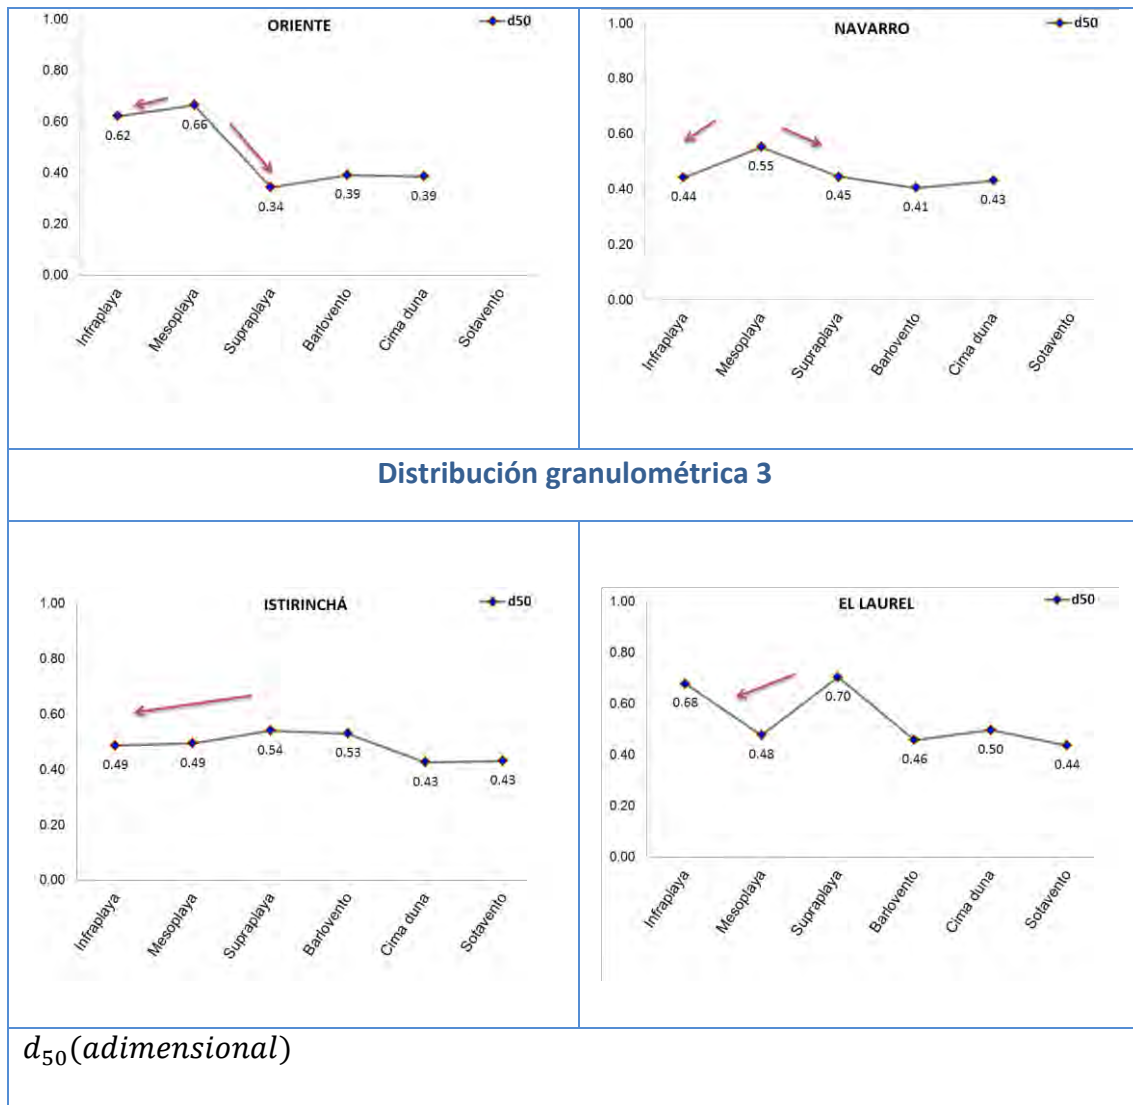 ORIENTE
d50
1.00
0.80
0.60
0.40
0.20
0.00
0.62
0.66
0.34
0.39
0.39
Infraplaya
Mesoplaya
Supraplaya
Barlovento
Cima duna
Sotavento
NAVARRO
d50
1.00
0.80
0.60
0.40
0.20
0.00
0.44
0.55
0.45
0.41
0.43
Infraplaya
Mesoplaya
Supraplaya
Barlovento
Cima duna
Sotavento
Distribución granulométrica 3
ISTIRINCHÁ
d50
1.00
0.80
0.60
0.40
0.20
0.00
0.49
0.49
0.54
0.53
0.43
0.43
Infraplaya
Mesoplaya
Supraplaya
Barlovento
Cima duna
Sotavento
EL LAUREL
d50
1.00
0.80
0.60
0.40
0.20
0.00
0.68
0.48
0.70
0.46
0.50
0.44
Infraplaya
Mesoplaya
Supraplaya
Barlovento
Cima duna
Sotavento
d₅₀(adimensional)